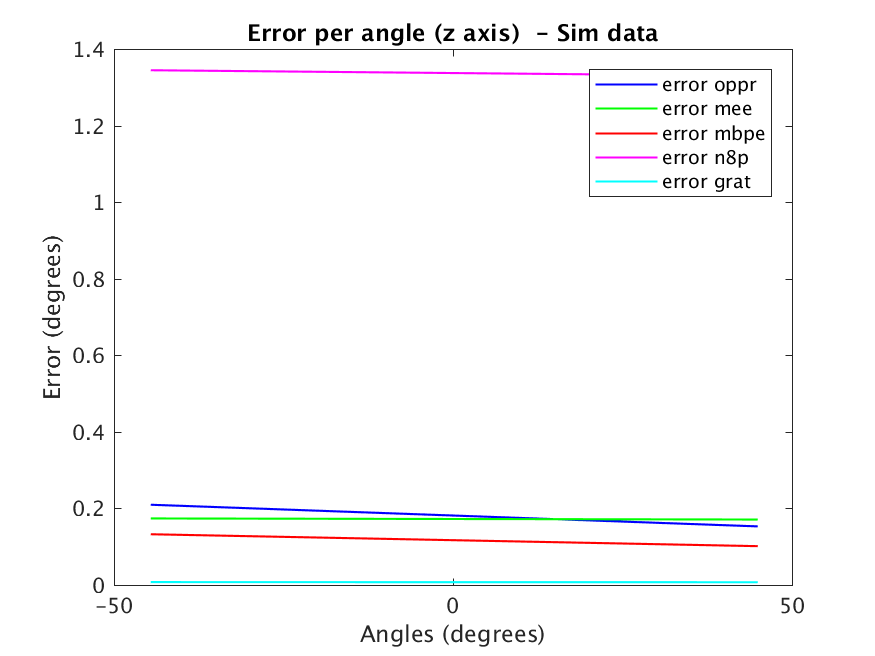 Error per angle (z axis)  - Sim data
1.4
1.2
1
0.8
0.6
0.4
0.2
0
Error (degrees)
error oppr
error mee
error mbpe
error n8p
error grat
-50
0
50
Angles (degrees)